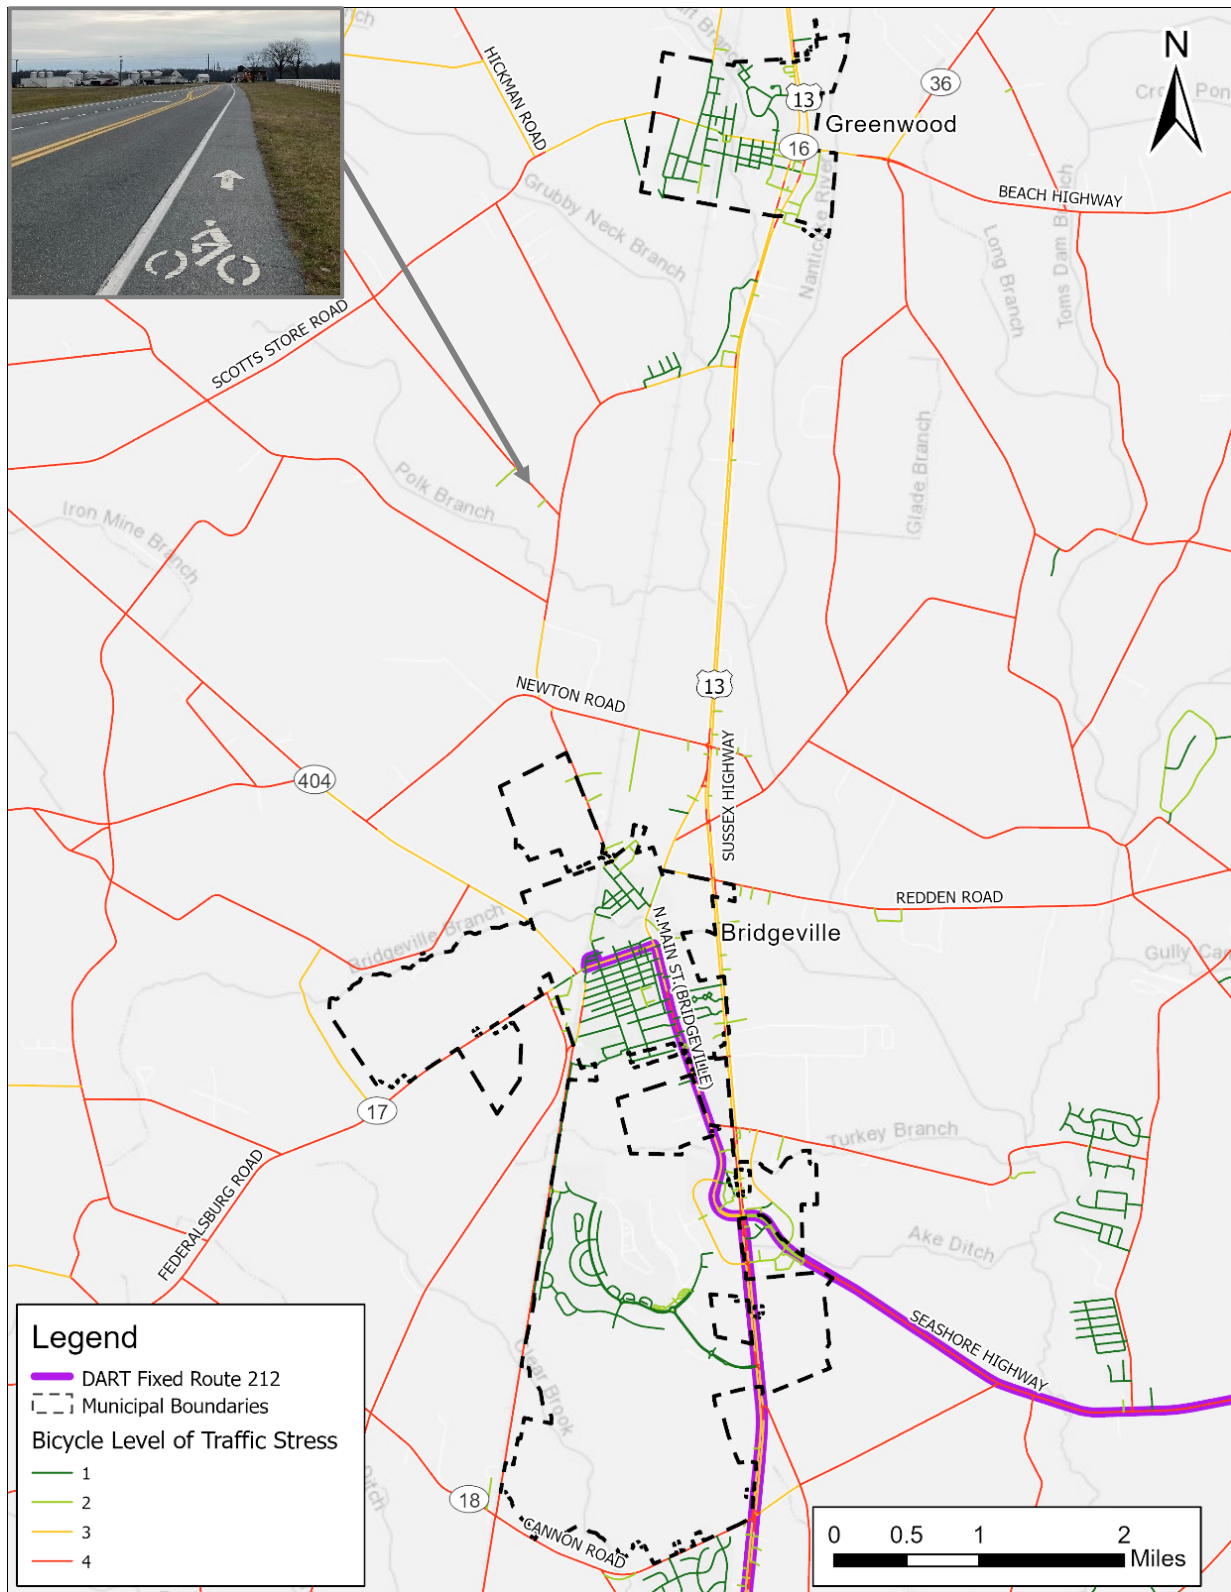 N
13
36
Greenwood
16
HICKMAN ROAD
BEACH HIGHWAY
Grubby Neck Branch
Nanticoke River
Long Branch
Toms Dam Branch
SCOTTS STORE ROAD
Glade Branch
Polk Branch
Iron Mine Branch
NEWTON ROAD
13
SUSSEX HIGHWAY
404
REDDEN ROAD
Bridgeville
Bridgeville Branch
N.MAIN ST.(BRIDGEVILLE)
17
Turkey Branch
FEDERALSBURG ROAD
Ake Ditch
SEASHORE HIGHWAY
Clear Brook
Ditch
18
CANNON ROAD
Legend
DART Fixed Route 212
Municipal Boundaries
Bicycle Level of Traffic Stress
1
2
3
4
0 0.5 1 2
Miles